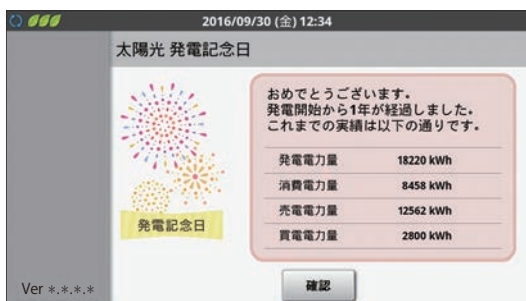 2016/09/30 (金) 12:34
太陽光 発電記念日
おめでとうございます。
発電開始から1年が経過しました。
これまでの実績は以下の通りです。
発電電力量 18220 kWh
消費電力量 8458 kWh
売電電力量 12562 kWh
買電電力量 2800 kWh
発電記念日
確認
Ver *.*.*.*